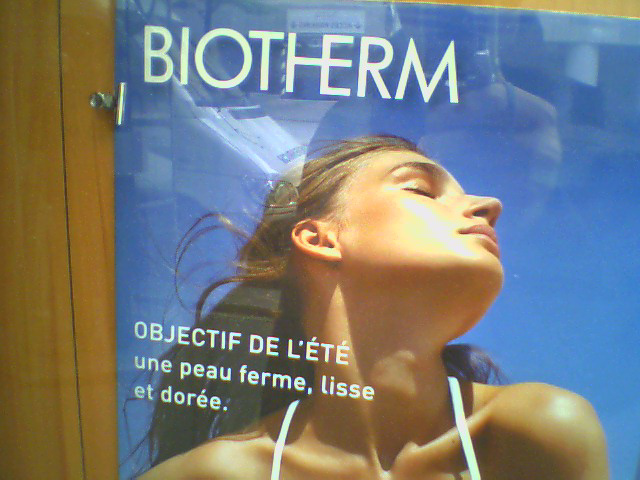 BIOTHERM
OBJECTIF DE L'ÉTÉ
une peau ferme, lisse
et dorée.